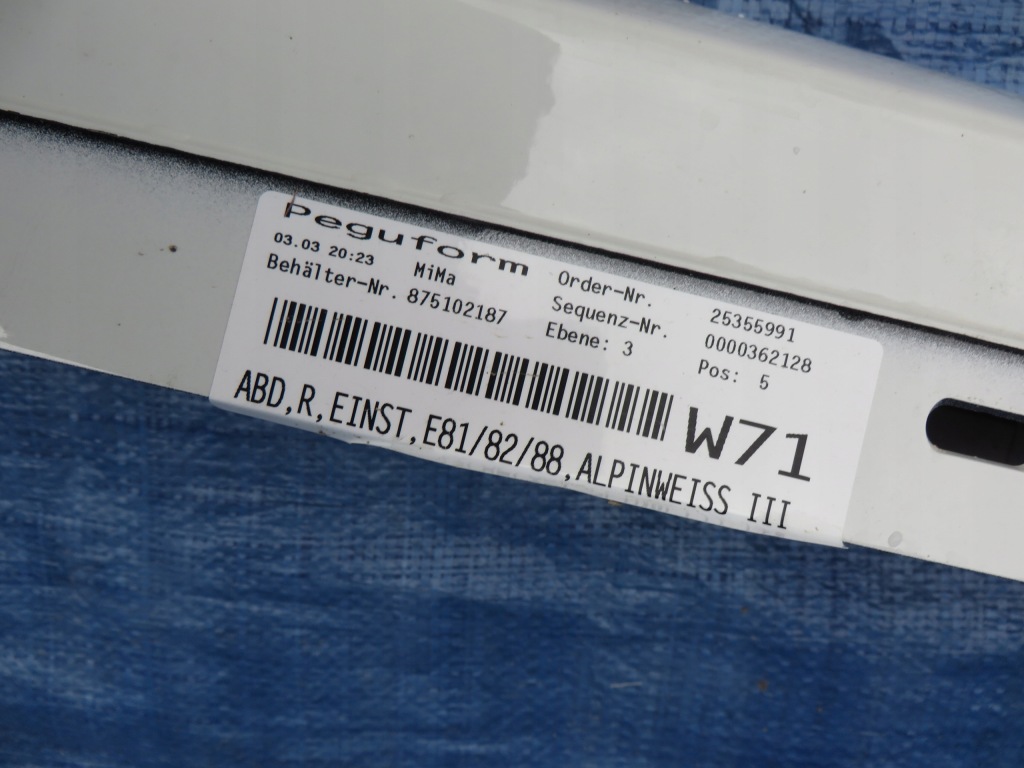 peguform
03.03 20:23 MiMa Order-Nr. 25355991
Behälter-Nr. 875102187 Sequenz-Nr. 0000362128
Ebene: 3 Pos: 5
W71
ABD,R,EINST,E81/82/88,ALPINWEISS III